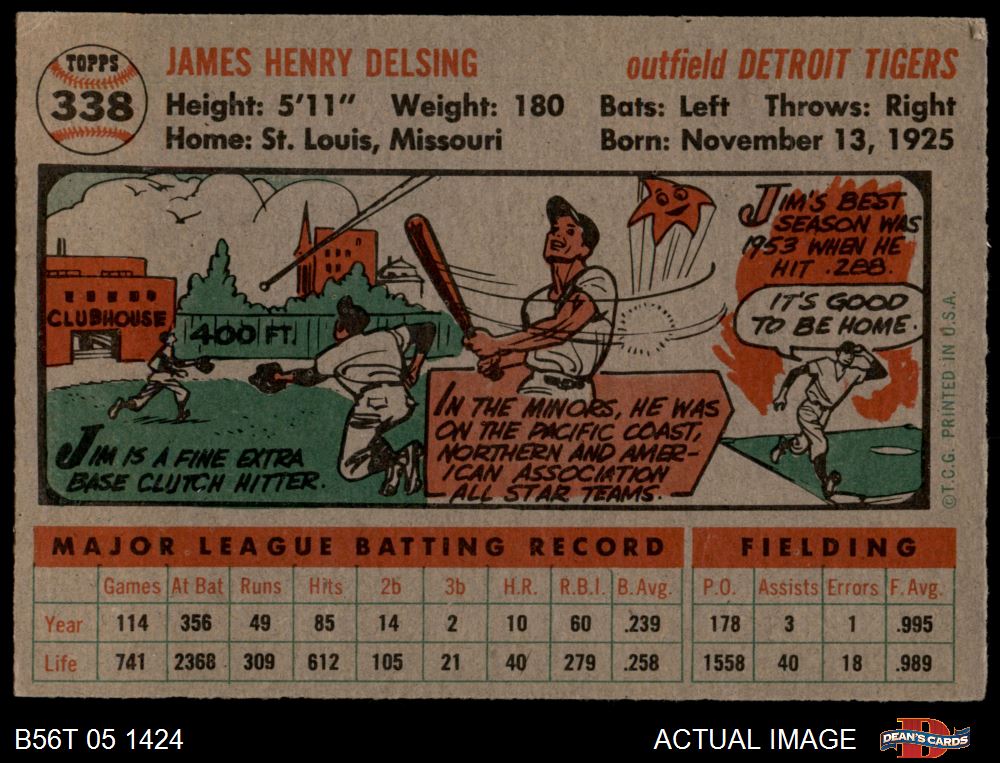 TOPPS
338
JAMES HENRY DELSING
outfield DETROIT TIGERS
Height: 5'11" Weight: 180 Bats: Left Throws: Right
Home: St. Louis, Missouri Born: November 13, 1925
CLUBHOUSE
400 FT.
JIM IS A FINE EXTRA
BASE CLUTCH HITTER.
IN THE MINORS, HE WAS
ON THE PACIFIC COAST,
NORTHERN AND AMER-
ICAN ASSOCIATION
ALL STAR TEAMS.
JIM'S BEST
SEASON WAS
1953 WHEN HE
HIT .288.
IT'S GOOD
TO BE HOME.
© T.C.G. PRINTED IN U.S.A.
MAJOR LEAGUE BATTING RECORD FIELDING
Games At Bat Runs Hits 2b 3b H.R. R.B.I. B.Avg. P.O. Assists Errors F. Avg.
Year 114 356 49 85 14 2 10 60 .239 178 3 1 .995
Life 741 2368 309 612 105 21 40 279 .258 1558 40 18 .989
B56T 05 1424
ACTUAL IMAGE
DEAN'S CARDS